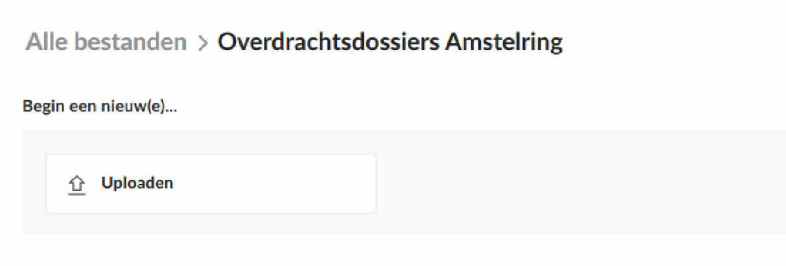 Alle bestanden > Overdrachtsdossiers Amstelring
Begin een nieuw(e)...
Uploaden